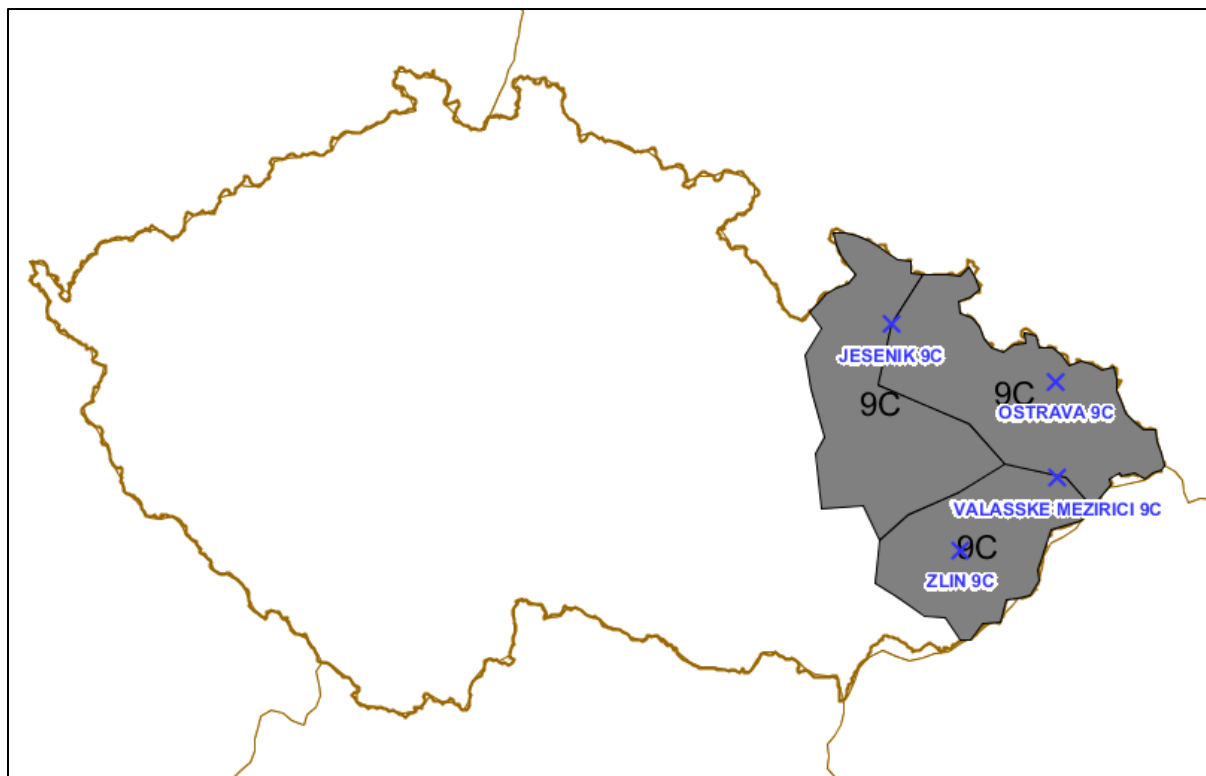 JESENIK 9C
9C
9C
OSTRAVA 9C
VALASSKE MEZIRICI 9C
9C
ZLIN 9C